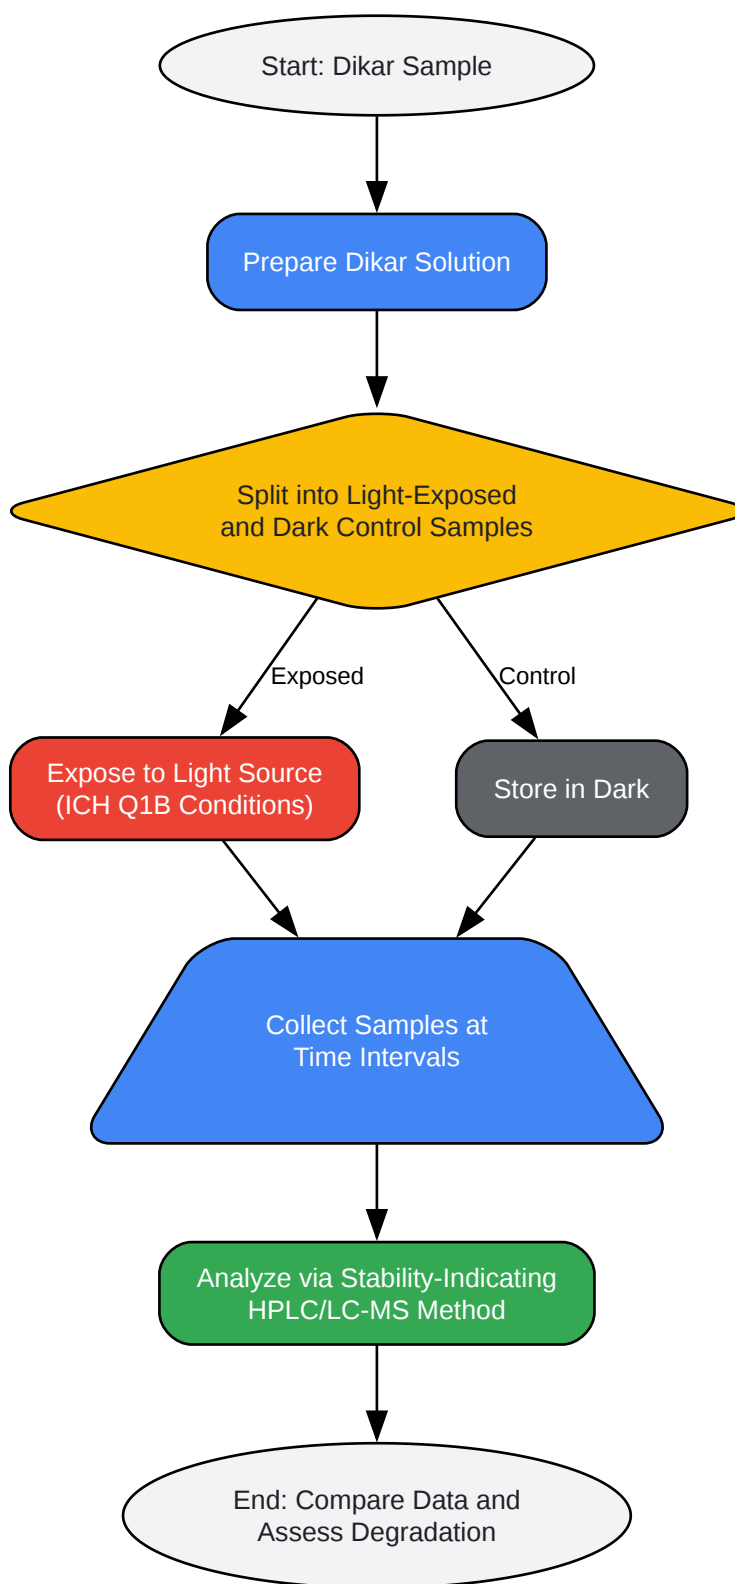 Start: Dikar Sample
Prepare Dikar Solution
Split into Light-Exposed
and Dark Control Samples
Exposed
Control
Expose to Light Source
(ICH Q1B Conditions)
Store in Dark
Collect Samples at
Time Intervals
Analyze via Stability-Indicating
HPLC/LC-MS Method
End: Compare Data and
Assess Degradation